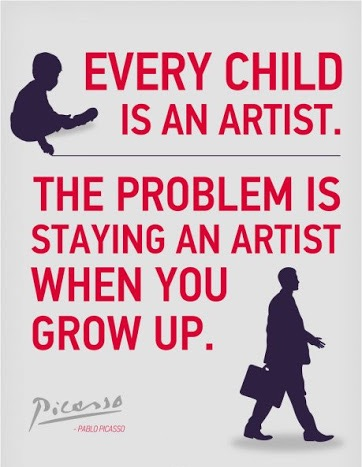 EVERY CHILD
IS AN ARTIST.
THE PROBLEM IS
STAYING AN ARTIST
WHEN YOU
GROW UP.
Picasso
- PABLO PICASSO